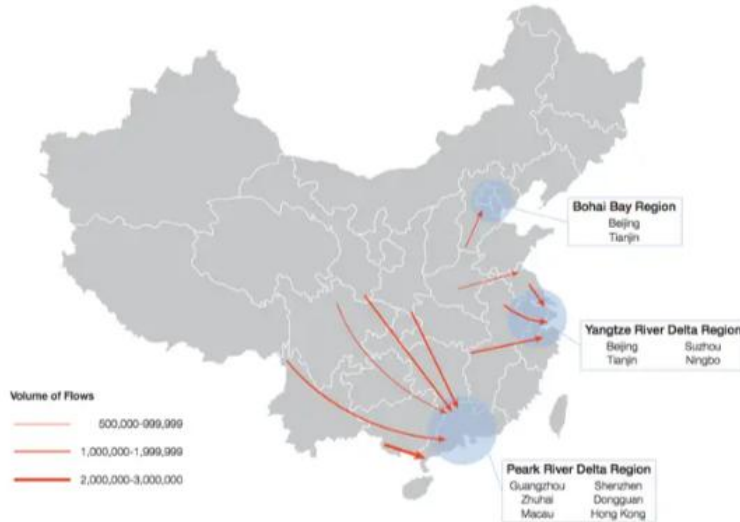 Bohai Bay Region
Beijing
Tianjin
Yangtze River Delta Region
Beijing Suzhou
Tianjin Ningbo
Volume of Flows
500,000-999,999
1,000,000-1,999,999
2,000,000-3,000,000
Peark River Delta Region
Guangzhou Shenzhen
Zhuhai Dongguan
Macau Hong Kong